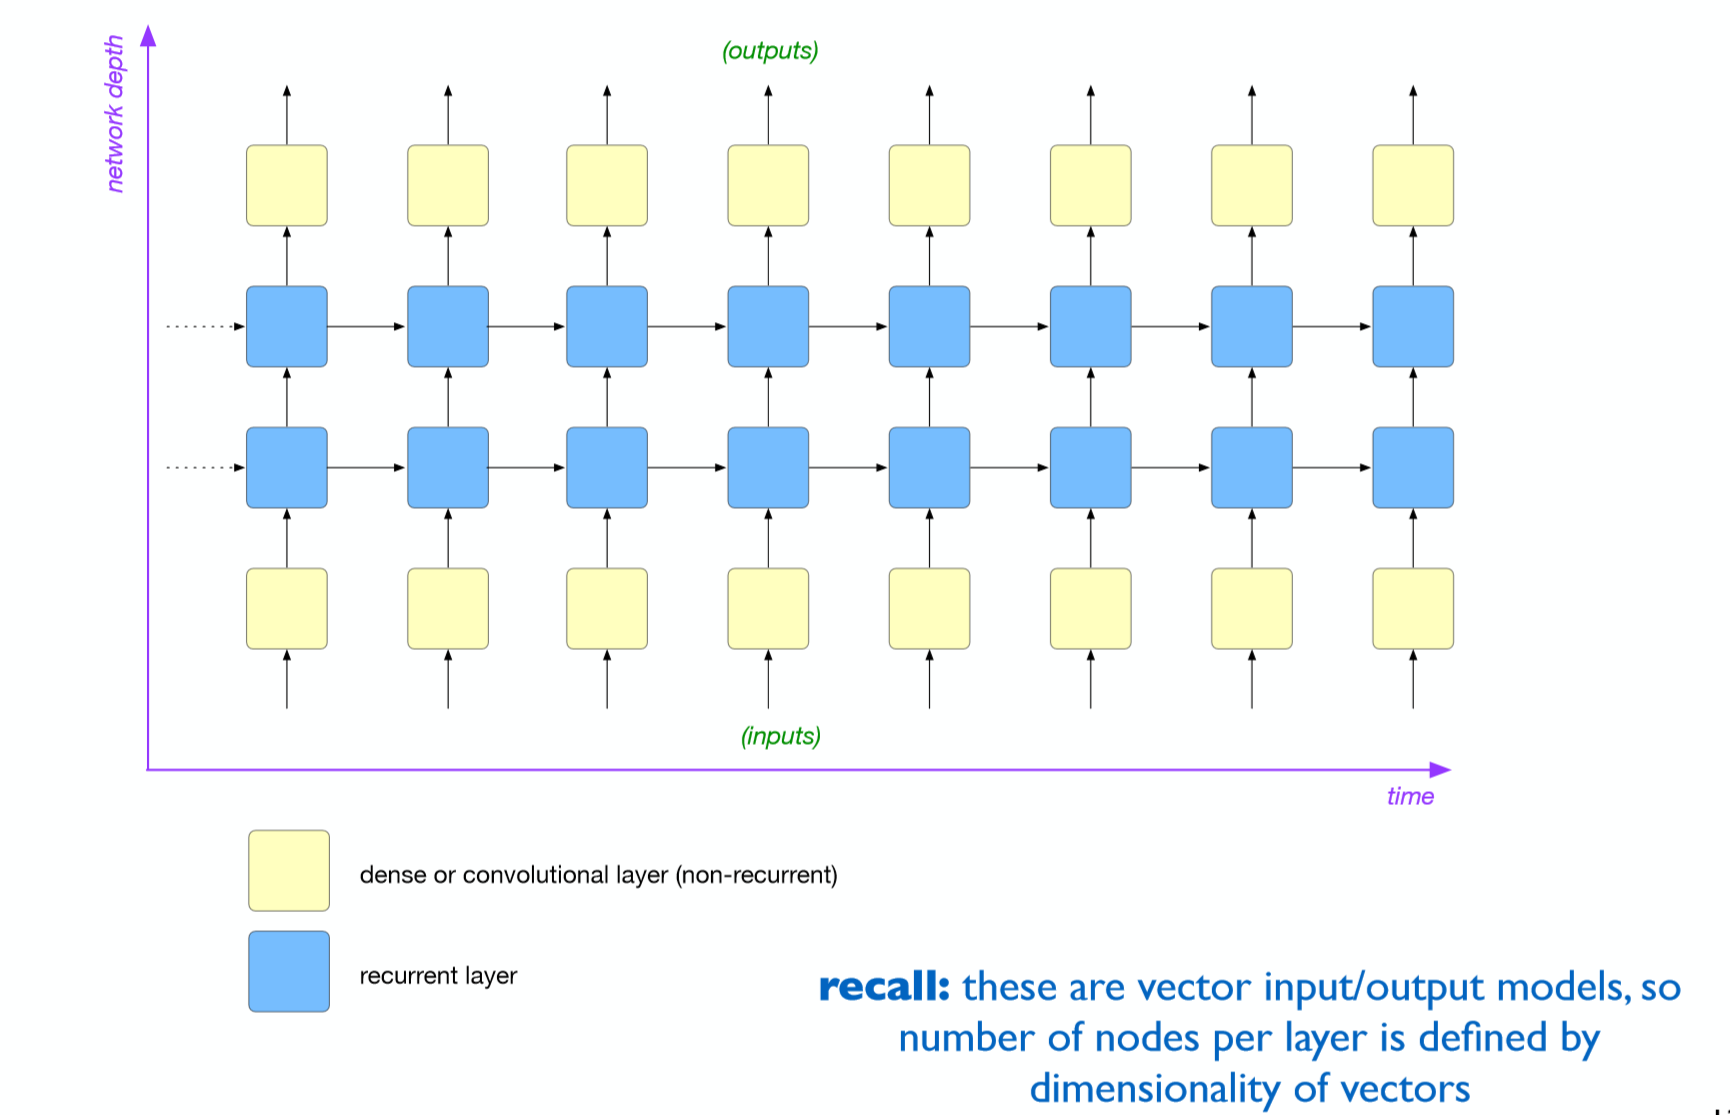 network depth
(outputs)
(inputs)
time
dense or convolutional layer (non-recurrent)
recurrent layer
recall: these are vector input/output models, so
number of nodes per layer is defined by
dimensionality of vectors